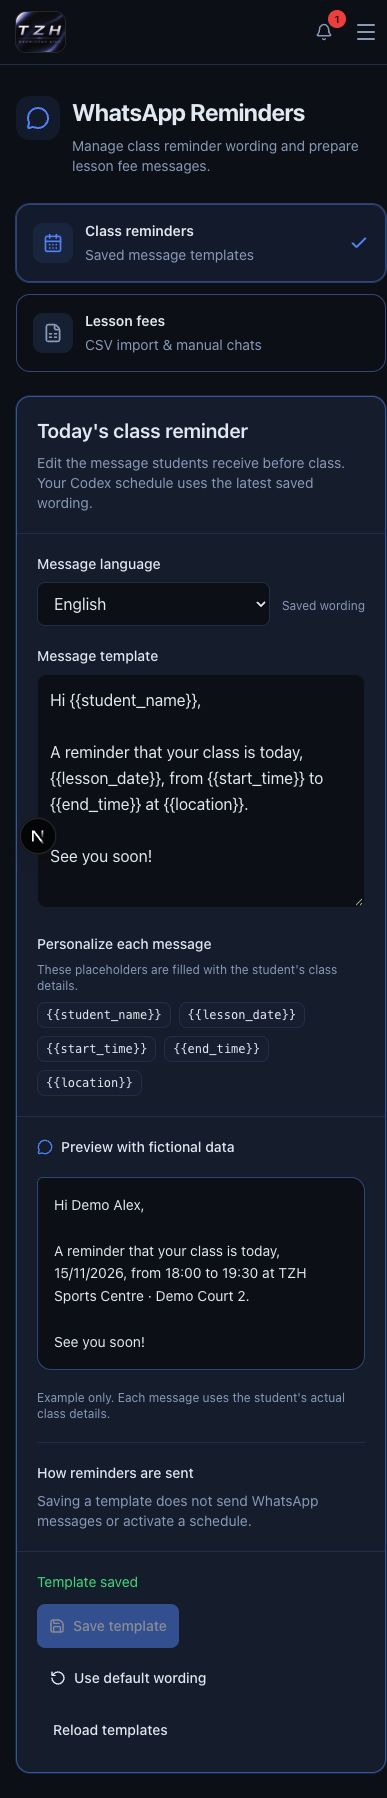 TZH
1
WhatsApp Reminders
Manage class reminder wording and prepare
lesson fee messages.
Class reminders
Saved message templates
Lesson fees
CSV import & manual chats
Today's class reminder
Edit the message students receive before class.
Your Codex schedule uses the latest saved
wording.
Message language
English
Saved wording
Message template
Hi {{student_name}},
A reminder that your class is today,
{{lesson_date}}, from {{start_time}} to
{{end_time}} at {{location}}.
N
See you soon!
Personalize each message
These placeholders are filled with the student's class
details.
{{student_name}} {{lesson_date}}
{{start_time}} {{end_time}}
{{location}}
Preview with fictional data
Hi Demo Alex,
A reminder that your class is today,
15/11/2026, from 18:00 to 19:30 at TZH
Sports Centre · Demo Court 2.
See you soon!
Example only. Each message uses the student's actual
class details.
How reminders are sent
Saving a template does not send WhatsApp
messages or activate a schedule.
Template saved
Save template
Use default wording
Reload templates